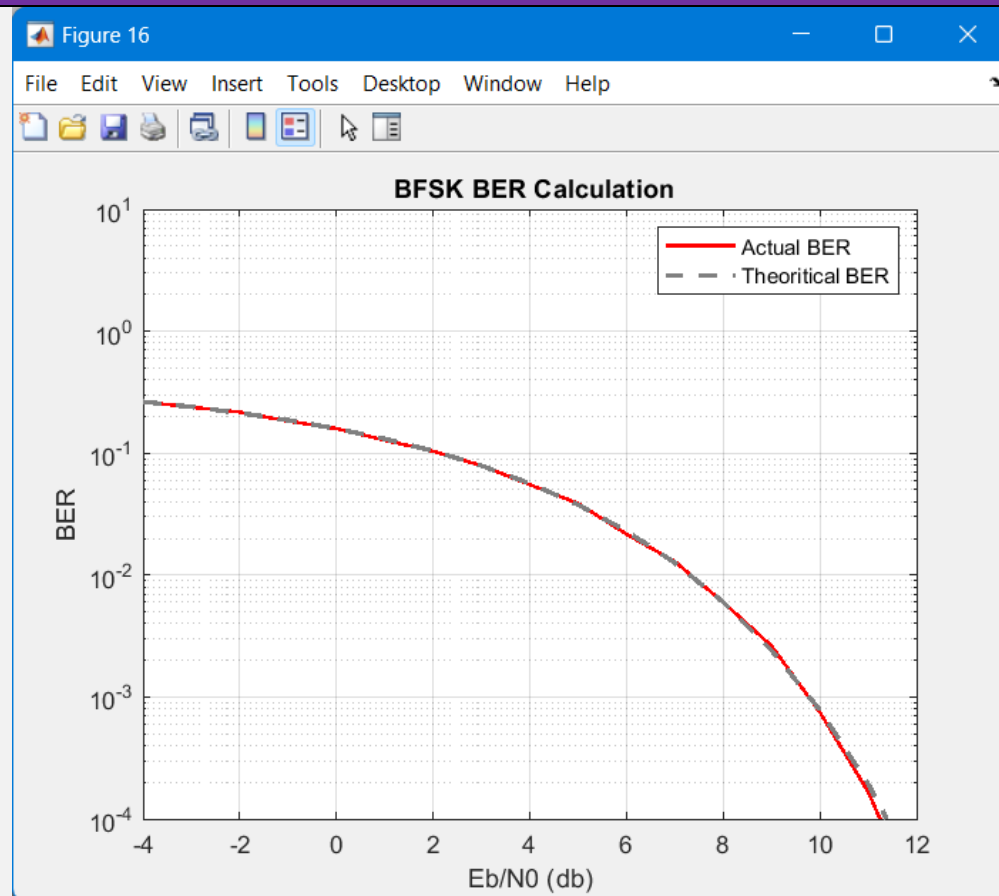 Figure 16
File Edit View Insert Tools Desktop Window Help
BFSK BER Calculation
Actual BER
Theoritical BER
10^1
10^0
10^-1
10^-2
10^-3
10^-4
BER
-4 -2 0 2 4 6 8 10 12
Eb/N0 (db)